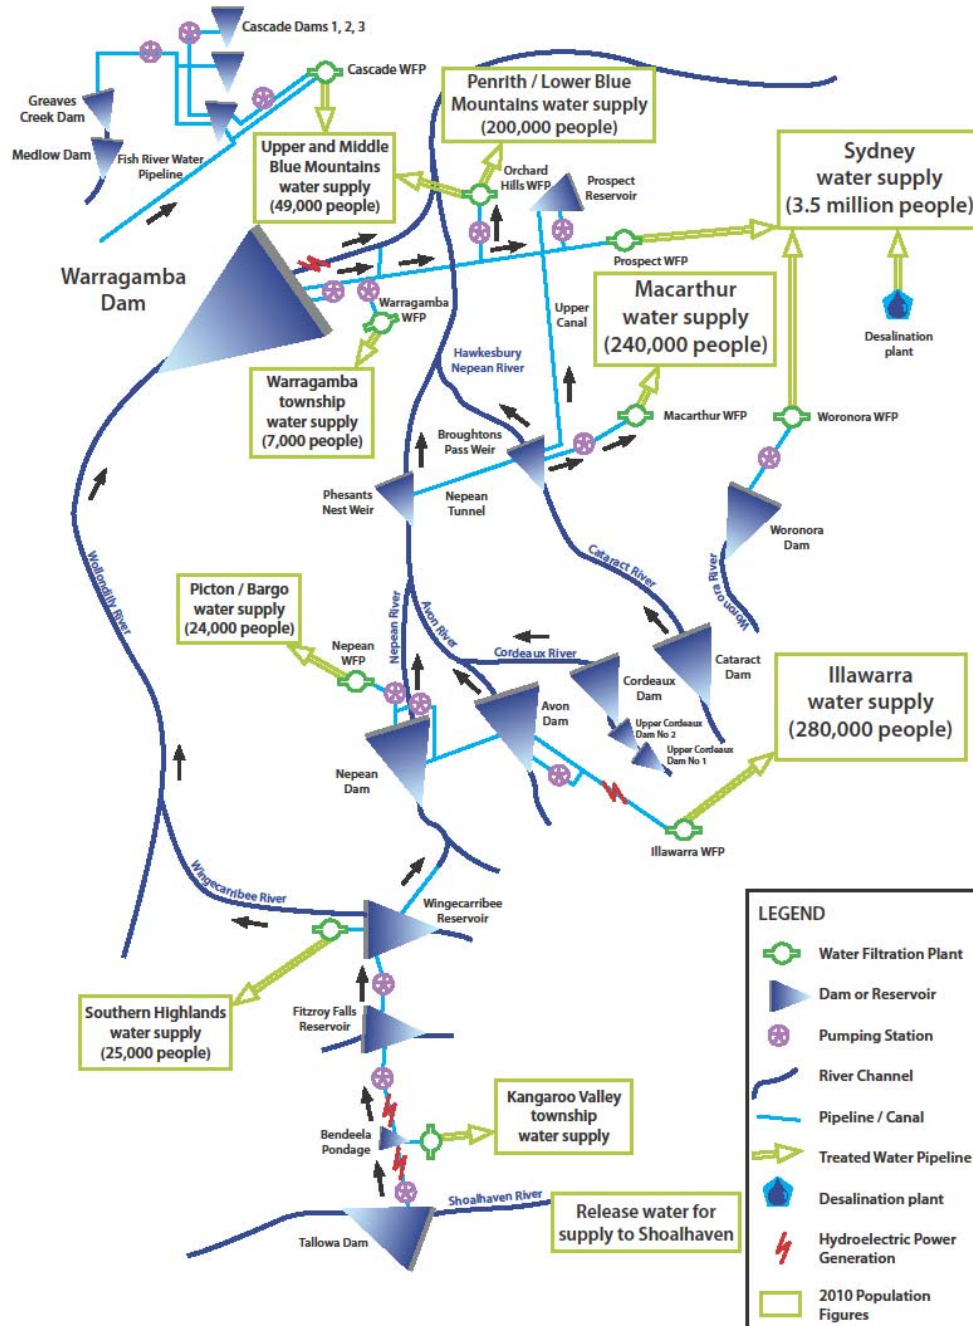 Cascade Dams 1, 2, 3
Cascade WFP
Greaves
Creek Dam
Medlow Dam
Fish River Water
Pipeline
Upper and Middle
Blue Mountains
water supply
(49,000 people)
Penrith / Lower Blue
Mountains water supply
(200,000 people)
Orchard
Hills WFP
Prospect
Reservoir
Sydney
water supply
(3.5 million people)
Prospect WFP
Desalination
plant
Warragamba
Dam
Warragamba
WFP
Warragamba
township
water supply
(7,000 people)
Upper
Canal
Macarthur
water supply
(240,000 people)
Hawkesbury
Nepean River
Macarthur WFP
Woronora WFP
Broughtons
Pass Weir
Phesants
Nest Weir
Nepean
Tunnel
Woronora
Dam
Woronora River
Cataract River
Wollondilly River
Picton / Bargo
water supply
(24,000 people)
Nepean
WFP
Nepean River
Avon River
Cordeaux River
Cordeaux
Dam
Cataract
Dam
Avon
Dam
Upper Cordeaux
Dam No 2
Upper Cordeaux
Dam No 1
Illawarra
water supply
(280,000 people)
Nepean
Dam
Illawarra WFP
Wingecarribee River
Wingecarribee
Reservoir
Southern Highlands
water supply
(25,000 people)
Fitzroy Falls
Reservoir
Kangaroo Valley
township
water supply
Bendeela
Pondage
Shoalhaven River
Tallowa Dam
Release water for
supply to Shoalhaven
LEGEND
Water Filtration Plant
Dam or Reservoir
Pumping Station
River Channel
Pipeline / Canal
Treated Water Pipeline
Desalination plant
Hydroelectric Power
Generation
2010 Population
Figures